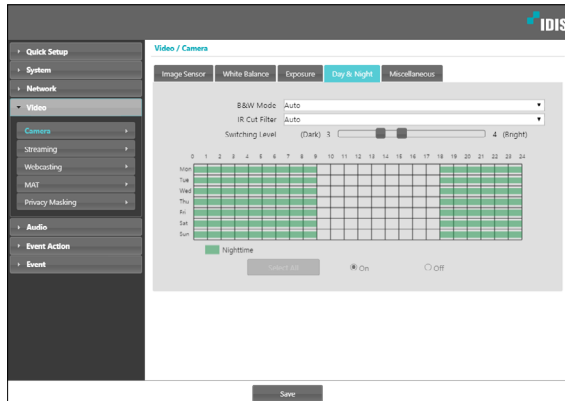 IDIS
Quick Setup
System
Network
Video
Camera
Streaming
Webcasting
MAT
Privacy Masking
Audio
Event Action
Event
Video / Camera
Image Sensor White Balance Exposure Day & Night Miscellaneous
B&W Mode Auto
IR Cut Filter Auto
Switching Level (Dark) 3 4 (Bright)
0 1 2 3 4 5 6 7 8 9 10 11 12 13 14 15 16 17 18 19 20 21 22 23 24
Mon
Tue
Wed
Thu
Fri
Sat
Sun
Nighttime
Select All On Off
Save